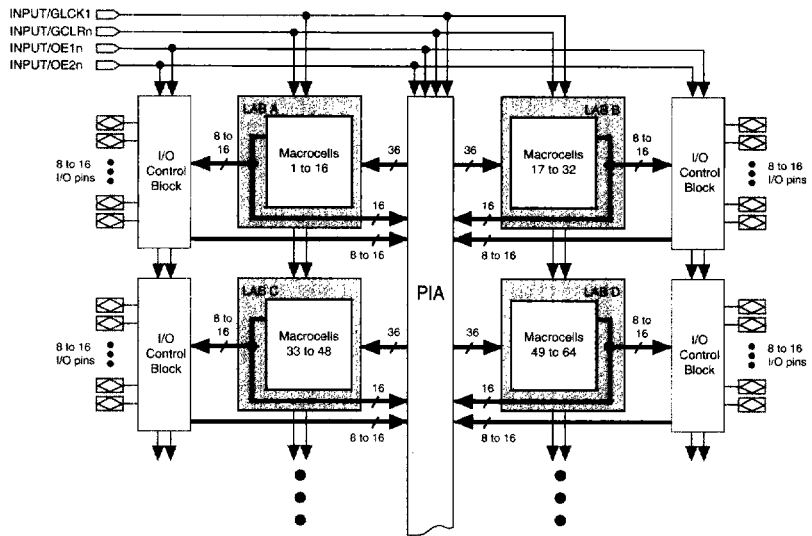 INPUT/GLCK1
INPUT/GCLRn
INPUT/OE1n
INPUT/OE2n
LAB A
LAB B
I/O
Control
Block
8 to
16
Macrocells
1 to 16
36
36
Macrocells
17 to 32
8 to
16
I/O
Control
Block
8 to 16
I/O pins
8 to 16
I/O pins
16
16
8 to 16
8 to 16
PIA
LAB C
LAB D
I/O
Control
Block
8 to
16
Macrocells
33 to 48
36
36
Macrocells
49 to 64
8 to
16
I/O
Control
Block
8 to 16
I/O pins
8 to 16
I/O pins
16
16
8 to 16
8 to 16